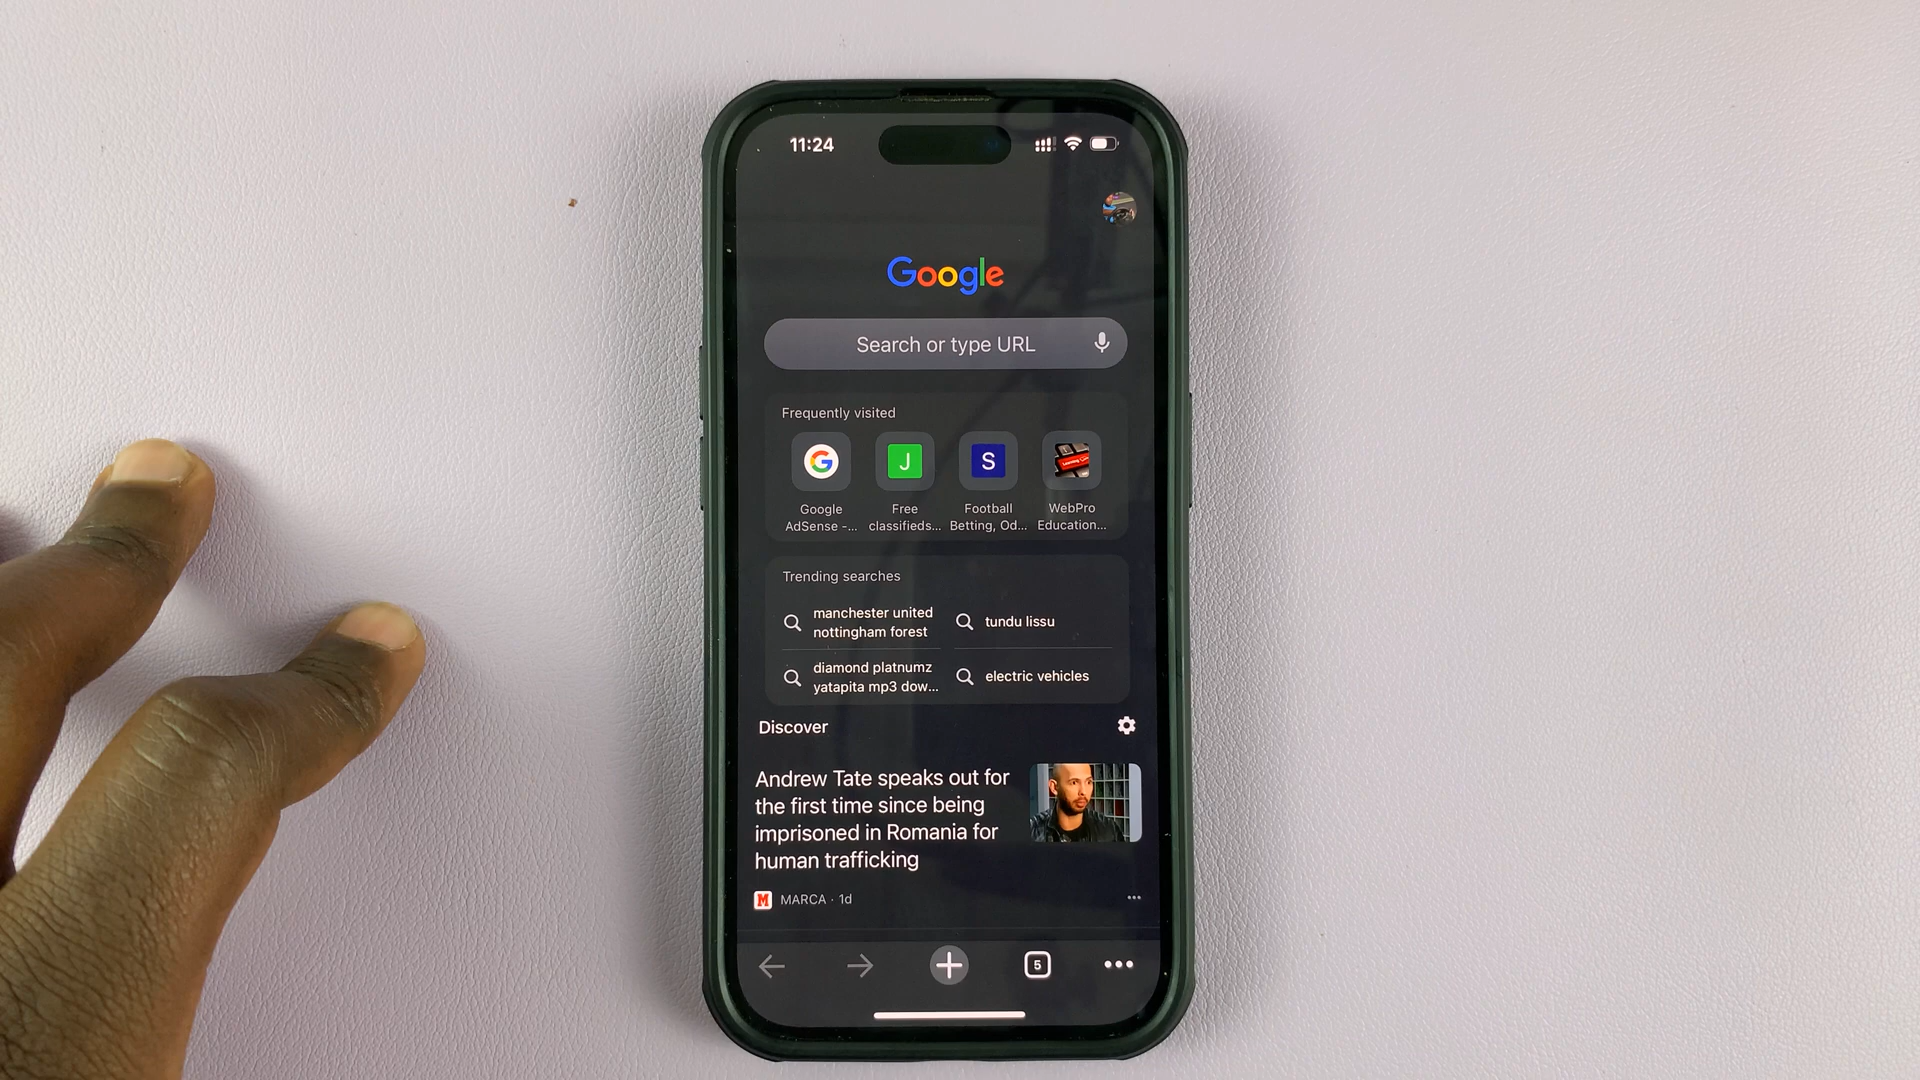 11:24
Google
Search or type URL
Frequently visited
G
J
S
Google
AdSense -...
Free
classifieds...
Football
Betting, Od...
WebPro
Education...
Trending searches
manchester united
nottingham forest
tundu lissu
diamond platnumz
yatapita mp3 dow...
electric vehicles
Discover
Andrew Tate speaks out for
the first time since being
imprisoned in Romania for
human trafficking
M MARCA · 1d
5